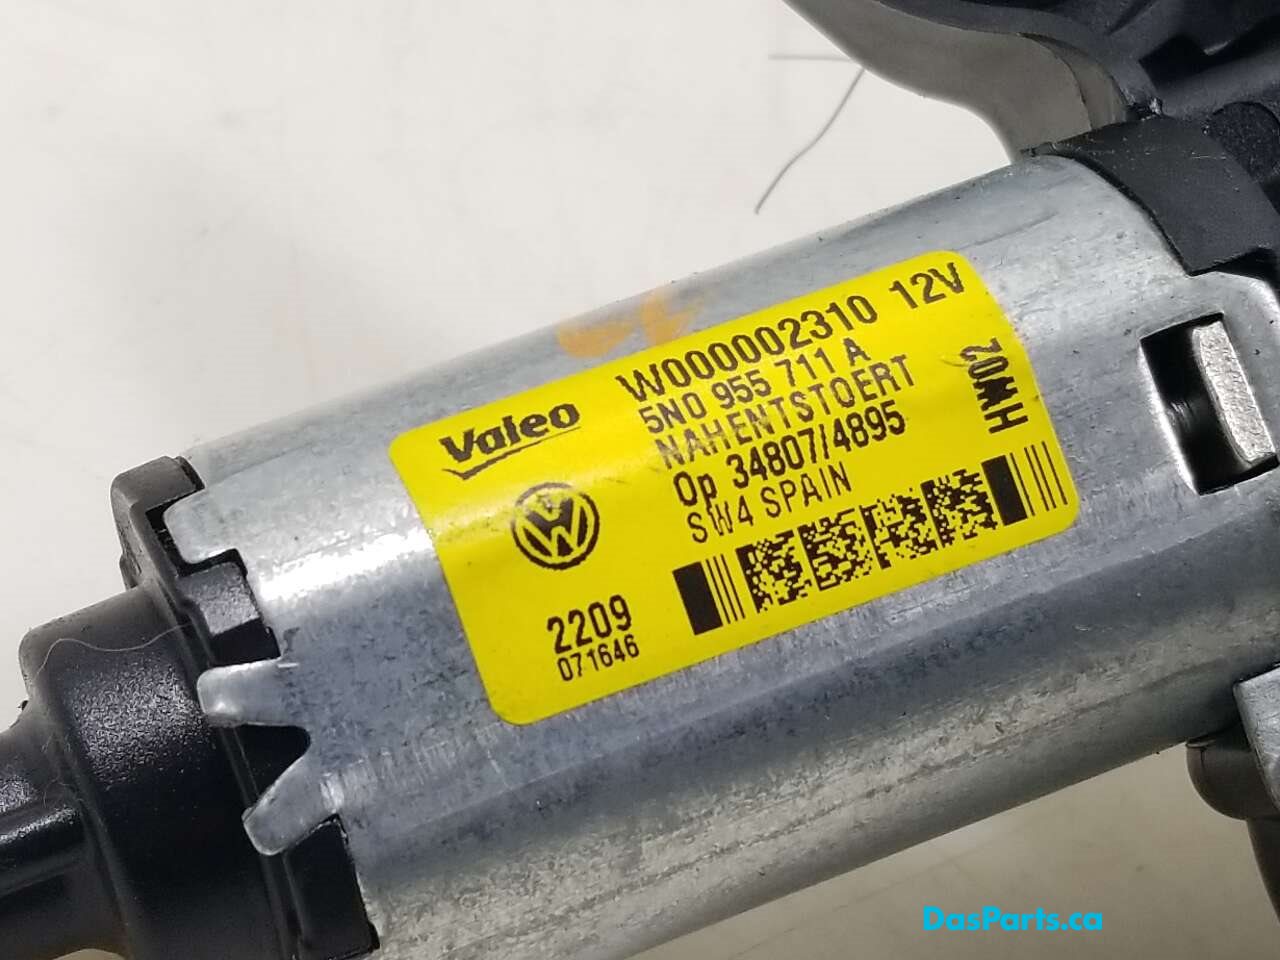 Valeo
W000002310 12V
5N0 955 711 A
NAHENTSTOERT
Op 34807/4895
SW4 SPAIN
HW02
2209
071646
DasParts.ca